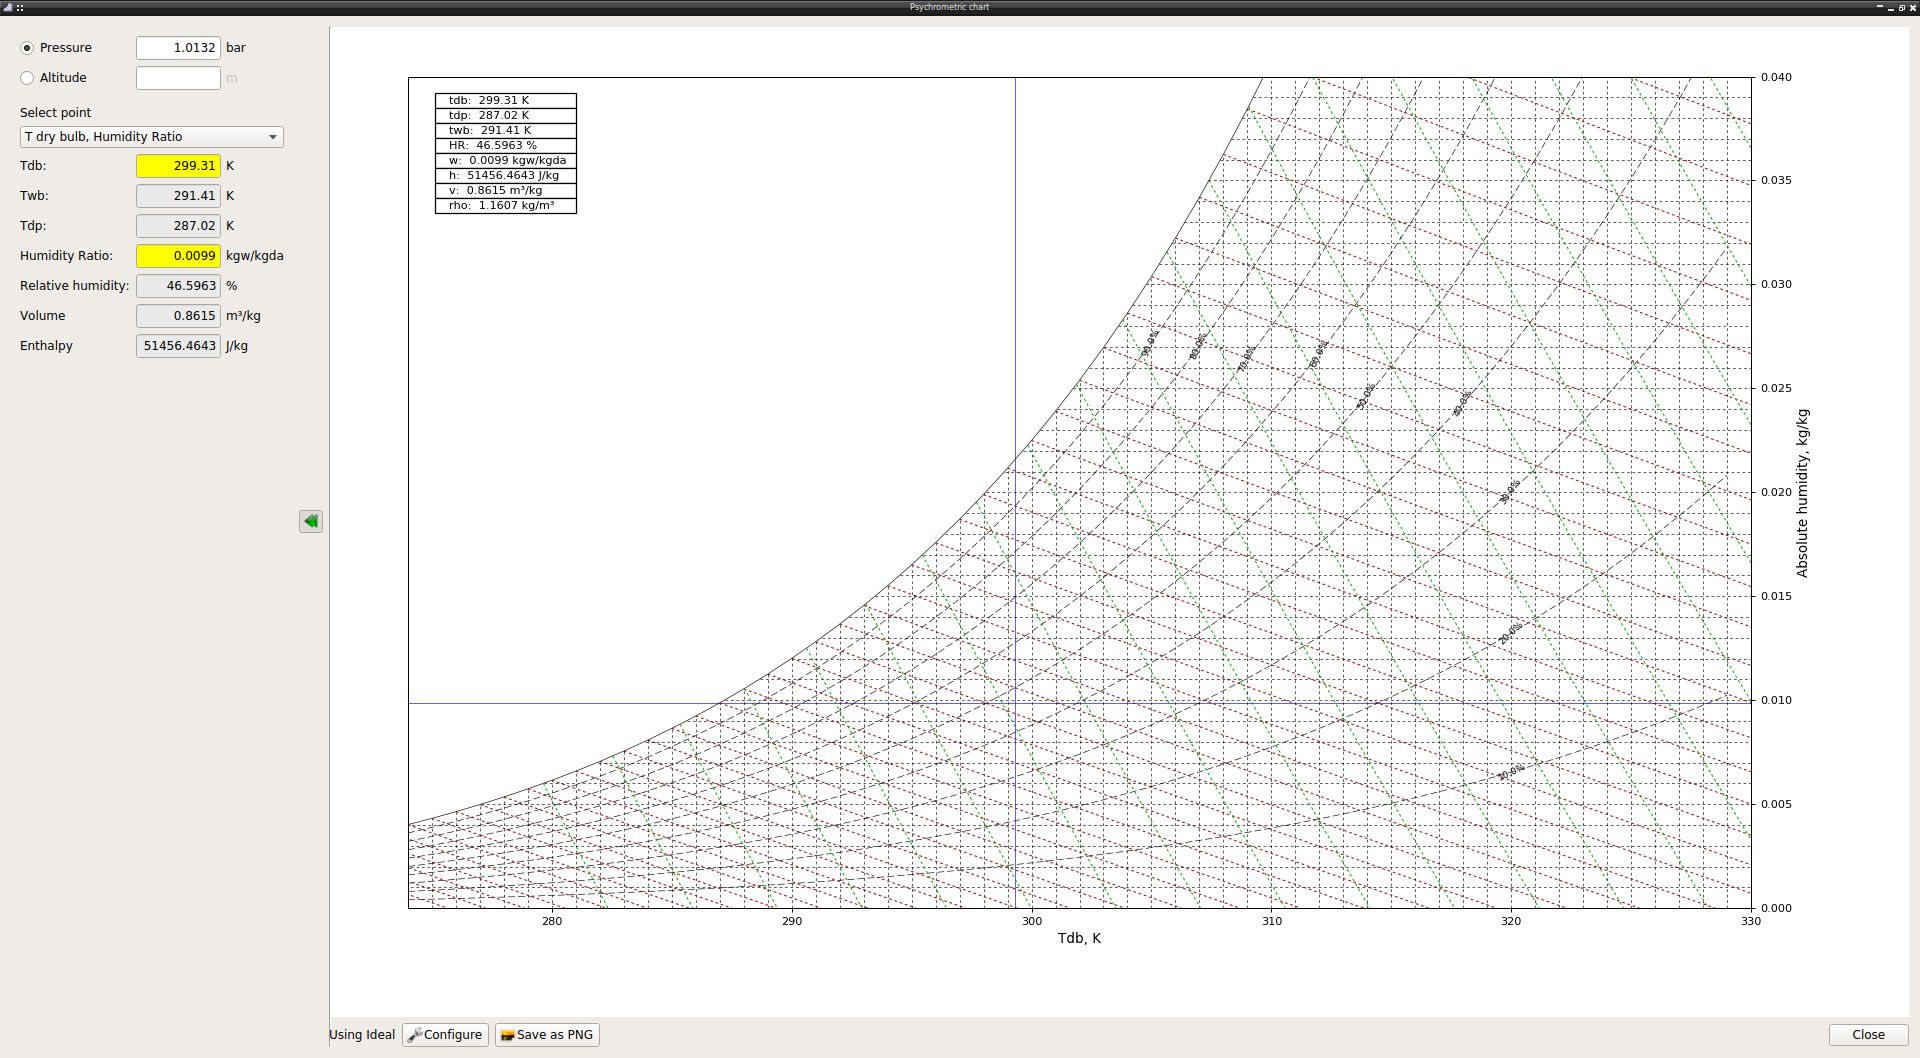 Psychrometric chart
Pressure 1.0132 bar
Altitude m
Select point
T dry bulb, Humidity Ratio
Tdb: 299.31 K
Twb: 291.41 K
Tdp: 287.02 K
Humidity Ratio: 0.0099 kgw/kgda
Relative humidity: 46.5963 %
Volume 0.8615 m³/kg
Enthalpy 51456.4643 J/kg
tdb: 299.31 K
tdp: 287.02 K
twb: 291.41 K
HR: 46.5963 %
w: 0.0099 kgw/kgda
h: 51456.4643 J/kg
v: 0.8615 m³/kg
rho: 1.1607 kg/m³
90.0%
80.0%
70.0%
60.0%
50.0%
40.0%
30.0%
20.0%
10.0%
0.040
0.035
0.030
0.025
0.020
0.015
0.010
0.005
0.000
Absolute humidity, kg/kg
280 290 300 310 320 330
Tdb, K
Using Ideal Configure Save as PNG Close